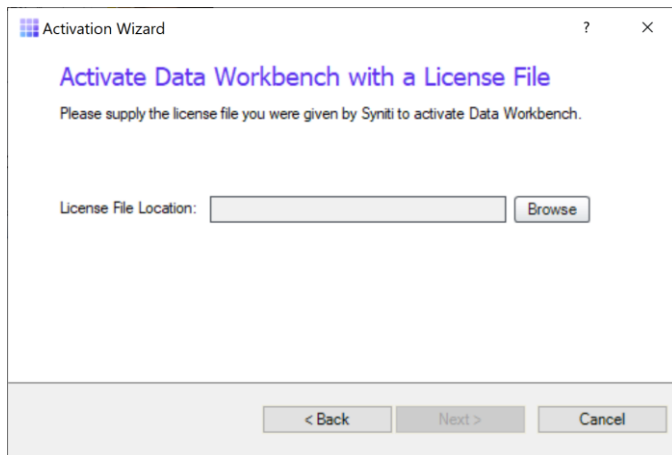 Activation Wizard ? ×
Activate Data Workbench with a License File
Please supply the license file you were given by Syniti to activate Data Workbench.
License File Location: Browse
< Back Next > Cancel